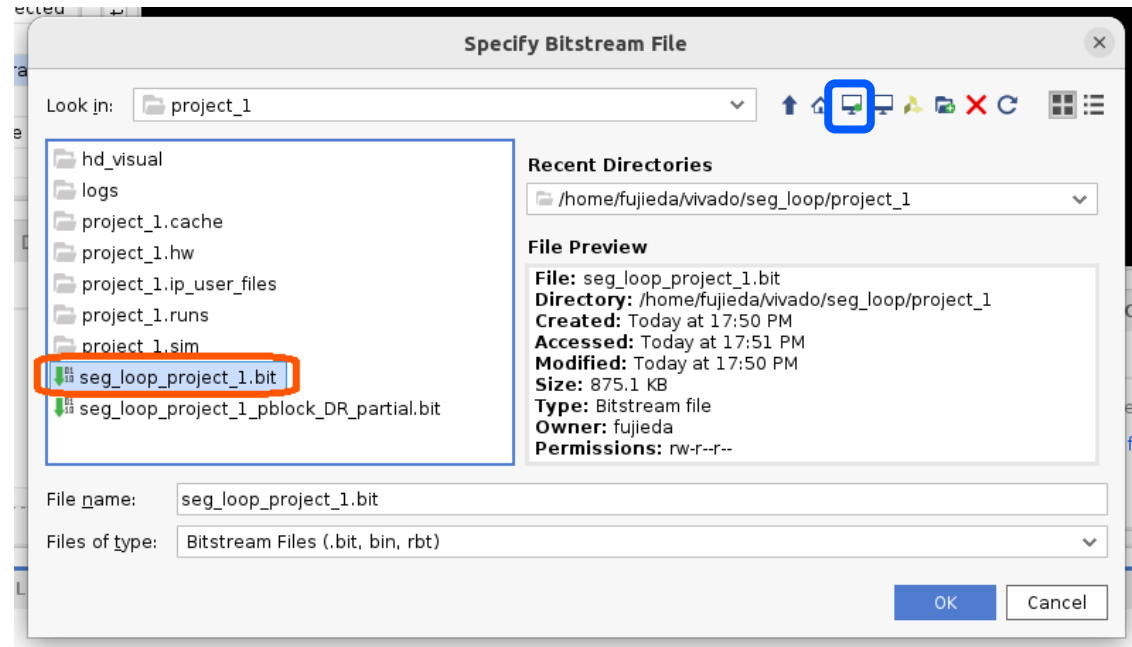 ected
Specify Bitstream File
Look in:
project_1
hd_visual
logs
project_1.cache
project_1.hw
project_1.ip_user_files
project_1.runs
project_1.sim
seg_loop_project_1.bit
seg_loop_project_1_pblock_DR_partial.bit
Recent Directories
/home/fujieda/vivado/seg_loop/project_1
File Preview
File: seg_loop_project_1.bit
Directory: /home/fujieda/vivado/seg_loop/project_1
Created: Today at 17:50 PM
Accessed: Today at 17:51 PM
Modified: Today at 17:50 PM
Size: 875.1 KB
Type: Bitstream file
Owner: fujieda
Permissions: rw-r--r--
File name:
seg_loop_project_1.bit
Files of type:
Bitstream Files (.bit, bin, rbt)
OK
Cancel